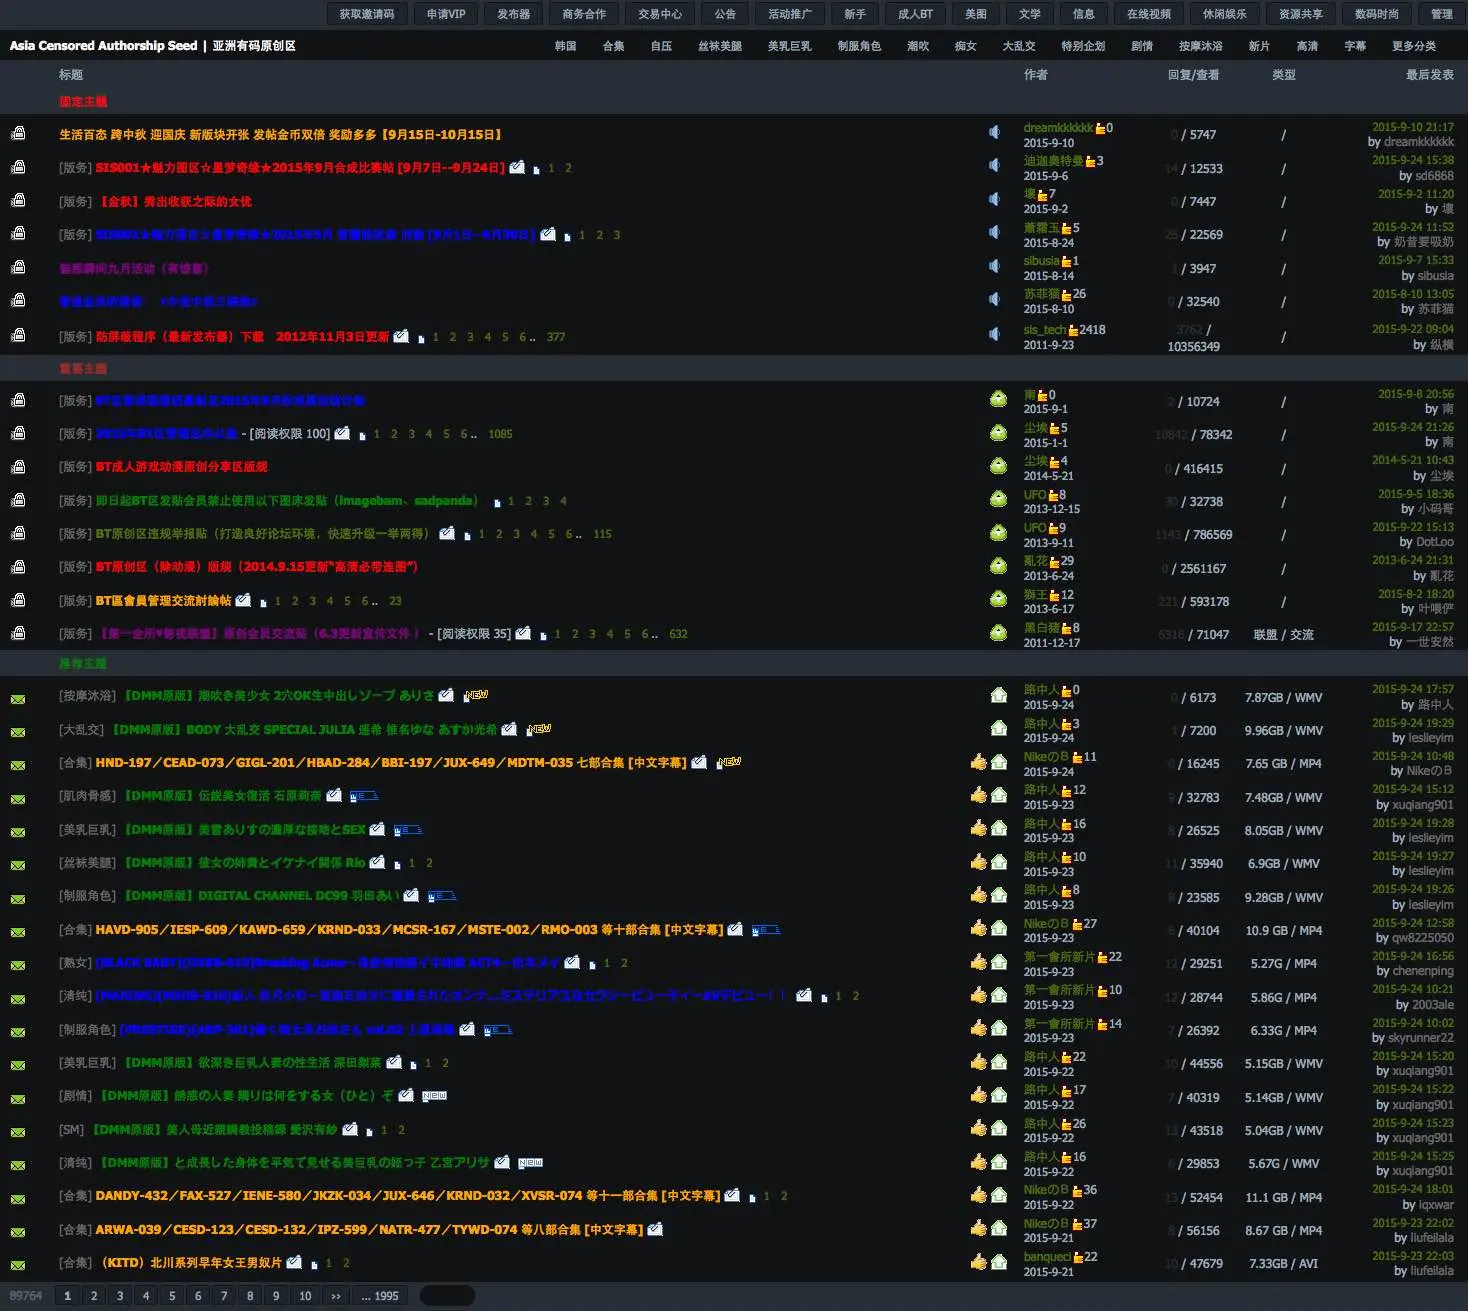 获取邀请码 申请VIP 发布器 商务合作 交易中心 公告 活动推广 新手 成人BT 美图 文学 信息 在线视频 休闲娱乐 资源共享 数码时尚 管理
Asia Censored Authorship Seed | 亚洲有码原创区 韩国 合集 自压 丝袜美腿 美乳巨乳 制服角色 潮吹 痴女 大乱交 特别企划 剧情 按摩沐浴 新片 高清 字幕 更多分类
标题 作者 回复/查看 类型 最后发表
固定主题
生活百态 跨中秋 迎国庆 新版块开张 发帖金币双倍 奖励多多【9月15日-10月15日】 dreamkkkkkk 0 2015-9-10 0 / 5747 / 2015-9-10 21:17 by dreamkkkkkk
[版务] SIS001★魅力图区☆星梦奇缘★2015年9月合成比赛帖 [9月7日--9月24日] 1 2 迪迦奥特曼 3 2015-9-6 14 / 12533 / 2015-9-24 15:38 by sd6868
[版务] 【金秋】秀出收获之际的女优 壞 7 2015-9-2 0 / 7447 / 2015-9-2 11:20 by 壞
[版务] 1 2 3 蕭霜玉 5 2015-8-24 / 22569 / 2015-9-24 11:52 by 奶昔要吸奶
魅惑瞬间九月活动（有惊喜） sibusia 1 2015-8-14 / 3947 / 2015-9-7 15:33 by sibusia
苏菲猫 26 2015-8-10 0 / 32540 / 2015-8-10 13:05 by 苏菲猫
[版务] 防屏蔽程序（最新发布器）下载 2012年11月3日更新 1 2 3 4 5 6 .. 377 sis_tech 2418 2011-9-23 3762 / 10356349 / 2015-9-22 09:04 by 纵横
重要主题
[版务] 南 0 2015-9-1 2 / 10724 / 2015-9-8 20:56 by 南
[版务] - [阅读权限 100] 1 2 3 4 5 6 .. 1085 尘埃 5 2015-1-1 10842 / 78342 / 2015-9-24 21:26 by 南
[版务] BT成人游戏动漫原创分享区版规 尘埃 4 2014-5-21 0 / 416415 / 2014-5-21 10:43 by 尘埃
[版务] 即日起BT区发贴会员禁止使用以下图床发贴（imagebam、sadpanda） 1 2 3 4 UFO 8 2013-12-15 30 / 32738 / 2015-9-5 18:36 by 小码哥
[版务] BT原创区违规举报贴（打造良好论坛环境，快速升级一举两得） 1 2 3 4 5 6 .. 115 UFO 9 2013-9-11 1143 / 786569 / 2015-9-22 15:13 by DotLoo
[版务] BT原创区（除动漫）版规（2014.9.15更新“高清必带连图”） 亂花 29 2013-6-24 0 / 2561167 / 2013-6-24 21:31 by 亂花
[版务] BT區會員管理交流討論帖 1 2 3 4 5 6 .. 23 獅王 12 2013-6-17 221 / 593178 / 2015-8-2 18:20 by 叶喂俨
[版务] 【第一会所♥影视联盟】原创会员交流贴（6.3更新宣传文件 ） - [阅读权限 35] 1 2 3 4 5 6 .. 632 黑白猪 8 2011-12-17 6316 / 71047 联盟 / 交流 2015-9-17 22:57 by 一世安然
推荐主题
[按摩沐浴] 【DMM原版】潮吹き美少女 2穴OK生中出しソープ ありさ NEW 路中人 0 2015-9-24 0 / 6173 7.87GB / WMV 2015-9-24 17:57 by 路中人
[大乱交] 【DMM原版】BODY 大乱交 SPECIAL JULIA 遥希 椎名ゆな あすか光希 NEW 路中人 3 2015-9-24 / 7200 9.96GB / WMV 2015-9-24 19:29 by leslieyim
[合集] HND-197／CEAD-073／GIGL-201／HBAD-284／BBI-197／JUX-649／MDTM-035 七部合集 [中文字幕] NEW NikeのB 11 2015-9-24 / 16245 7.65 GB / MP4 2015-9-24 10:48 by NikeのB
[肌肉骨感] 【DMM原版】伝説美女復活 石原莉奈 路中人 12 2015-9-23 9 / 32783 7.48GB / WMV 2015-9-24 15:12 by xuqiang901
[美乳巨乳] 【DMM原版】美雪ありすの濃厚な接吻とSEX 路中人 16 2015-9-23 8 / 26525 8.05GB / WMV 2015-9-24 19:28 by leslieyim
[丝袜美腿] 【DMM原版】彼女の姉貴とイケナイ関係 Rio 1 2 路中人 10 2015-9-23 11 / 35940 6.9GB / WMV 2015-9-24 19:27 by leslieyim
[制服角色] 【DMM原版】DIGITAL CHANNEL DC99 羽田あい 路中人 8 2015-9-23 / 23585 9.28GB / WMV 2015-9-24 19:26 by leslieyim
[合集] HAVD-905／IESP-609／KAWD-659／KRND-033／MCSR-167／MSTE-002／RMO-003 等十部合集 [中文字幕] NikeのB 27 2015-9-23 / 40104 10.9 GB / MP4 2015-9-24 12:58 by qw8225050
[熟女] 1 2 第一會所新片 22 2015-9-23 12 / 29251 5.27G / MP4 2015-9-24 16:56 by chenenping
[清纯] 1 2 第一會所新片 10 2015-9-23 12 / 28744 5.86G / MP4 2015-9-24 10:21 by 2003ale
[制服角色] 第一會所新片 14 2015-9-23 / 26392 6.33G / MP4 2015-9-24 10:02 by skyrunner22
[美乳巨乳] 【DMM原版】欲深き巨乳人妻の性生活 深田梨菜 1 2 路中人 22 2015-9-22 10 / 44556 5.15GB / WMV 2015-9-24 15:20 by xuqiang901
[剧情] 【DMM原版】誘惑の人妻 隣りは何をする女（ひと）ぞ NEW 路中人 17 2015-9-22 / 40319 5.14GB / WMV 2015-9-24 15:22 by xuqiang901
[SM] 【DMM原版】美人母近親調教投稿録 愛沢有紗 1 2 路中人 26 2015-9-22 13 / 43518 5.04GB / WMV 2015-9-24 15:23 by xuqiang901
[清纯] 【DMM原版】と成長した身体を平気で見せる美巨乳の姪っ子 乙宮アリサ NEW 路中人 16 2015-9-22 / 29853 5.67G / WMV 2015-9-24 15:25 by xuqiang901
[合集] DANDY-432／FAX-527／IENE-580／JKZK-034／JUX-646／KRND-032／XVSR-074 等十一部合集 [中文字幕] 1 2 NikeのB 36 2015-9-22 13 / 52454 11.1 GB / MP4 2015-9-24 18:01 by iqxwar
[合集] ARWA-039／CESD-123／CESD-132／IPZ-599／NATR-477／TYWD-074 等八部合集 [中文字幕] NikeのB 37 2015-9-21 / 56156 8.67 GB / MP4 2015-9-23 22:02 by liufeilala
[合集] （KITD）北川系列早年女王男奴片 1 2 banqueci 22 2015-9-21 10 / 47679 7.33GB / AVI 2015-9-23 22:03 by liufeilala
89764 1 2 3 4 5 6 7 8 9 10 ›› ... 1995